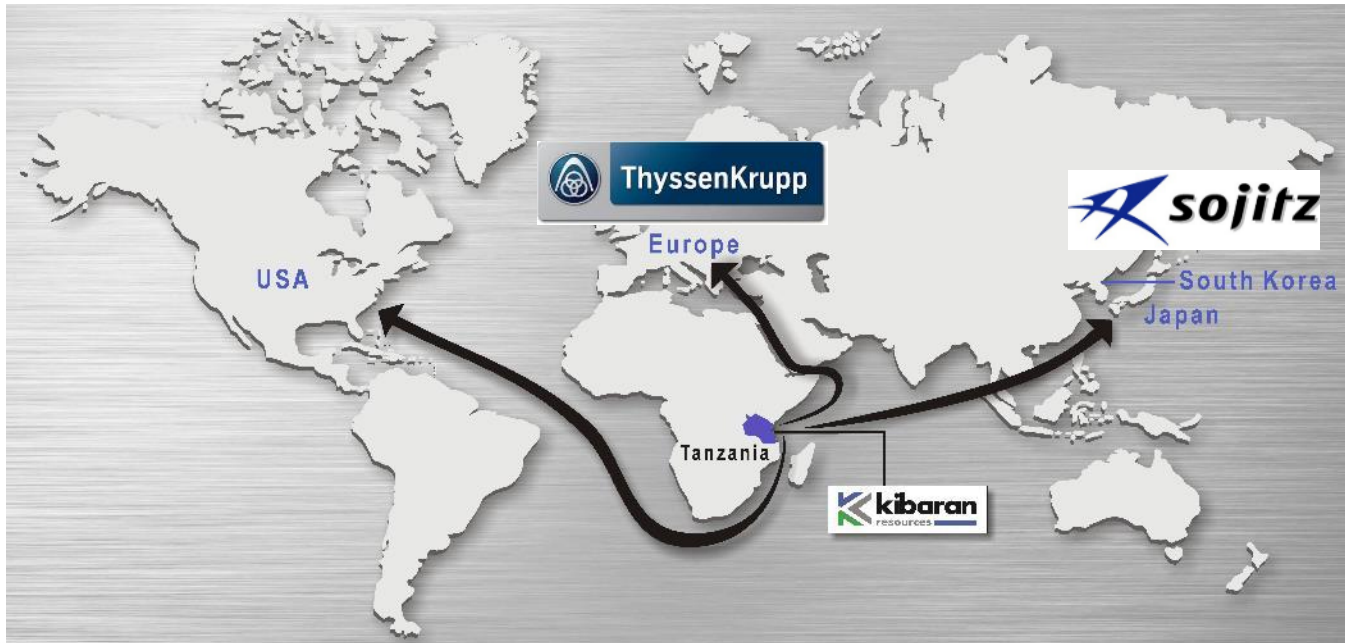 ThyssenKrupp
sojitz
Europe
USA
South Korea
Japan
Tanzania
kibaran
resources